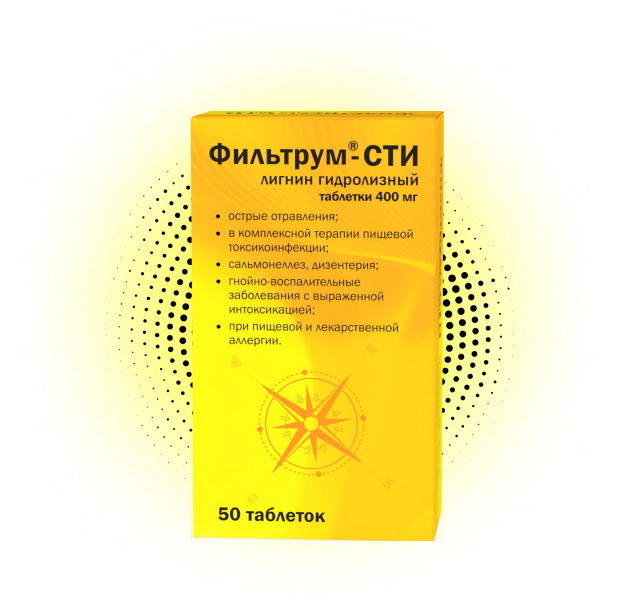 Фильтрум®-СТИ
лигнин гидролизный
таблетки 400 мг
• острые отравления;
• в комплексной терапии пищевой
токсикоинфекции;
• сальмонеллез, дизентерия;
• гнойно-воспалительные
заболевания с выраженной
интоксикацией;
• при пищевой и лекарственной
аллергии.
W
N
S
50 таблеток